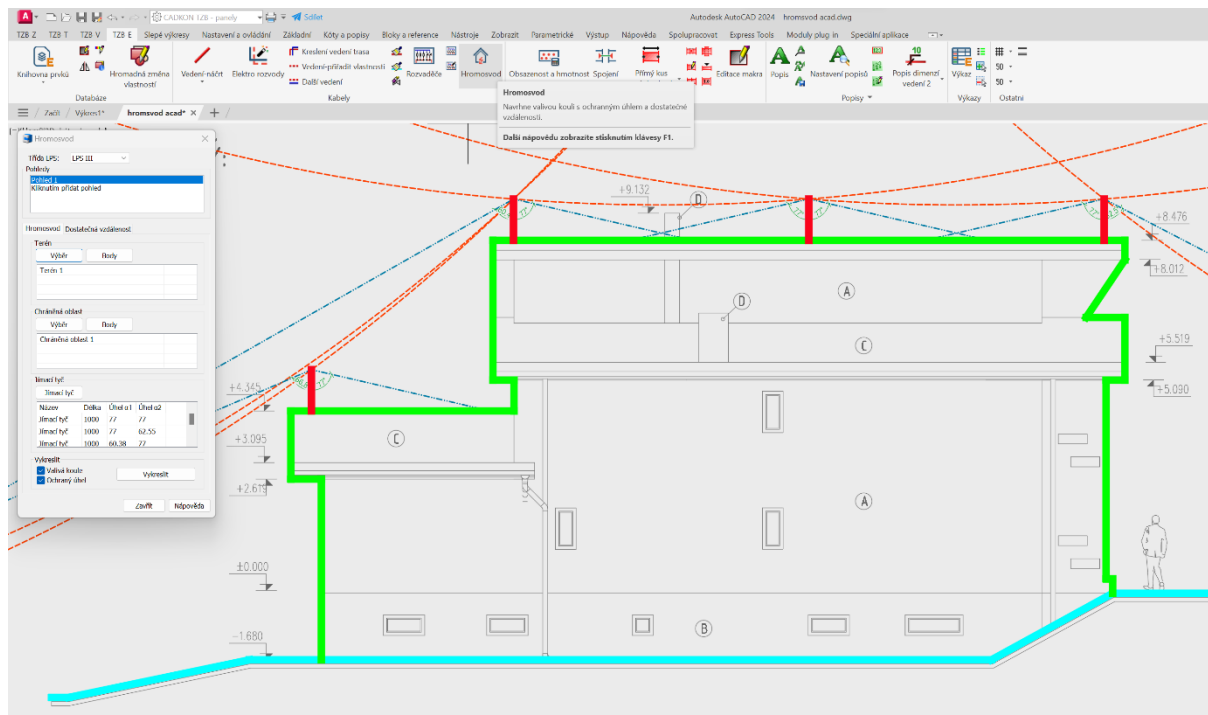 CADKON TZB - panely
Sdílet
Autodesk AutoCAD 2024 hromsvod acad.dwg
TZB Z TZB T TZB V TZB E Slepé výkresy Nastavení a ovládání Základní Kóty a popisy Bloky a reference Nástroje Zobrazit Parametrické Výstup Nápověda Spolupracovat Express Tools Moduly plug in Speciální aplikace
Knihovna prvků
Hromadná změna
vlastností
Databáze
Vedení-náčrt
Elektro rozvody
Kreslení vedení trasa
Vedení-přiřadit vlastnosti
Další vedení
Rozvaděče
Kabely
Hromosvod
Obsazenost a hmotnost
Spojení
Přímý kus
Editace makra
Popis
Nastavení popisů
Popis dimenzí
vedení 2
Popisy
Výkaz
Výkazy
50
50
Ostatní
Hromosvod
Navrhne valivou kouli s ochranným úhlem a dostatečné
vzdálenosti.
Další nápovědu zobrazíte stisknutím klávesy F1.
Začít / Výkres1* / hromsvod acad*
Hromosvod
Třída LPS: LPS III
Pohledy
Pohled 1
Kliknutím přidat pohled
Hromosvod Dostatečná vzdálenost
Terén
Výběr Body
Terén 1
Chráněná oblast
Výběr Body
Chráněná oblast 1
Jímací tyč
Jímací tyč
Název Délka Úhel α1 Úhel α2
Jímací tyč 1000 77 77
Jímací tyč 1000 77 62.55
Jímací tyč 1000 60.38 77
Vykreslit
Valivá koule
Ochraný úhel
Vykreslit
Zavřít Nápověda
+9.132
D
+8.476
+8.012
A
D
C
+5.519
+5.090
+4.345
C
+3.095
+2.619
A
±0.000
B
-1.680